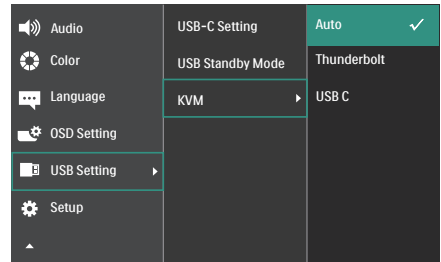 Audio
Color
Language
OSD Setting
USB Setting
Setup
USB-C Setting
USB Standby Mode
KVM
Auto
Thunderbolt
USB C